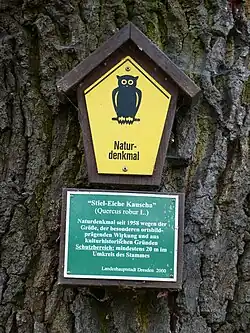 Natur-
denkmal
"Stiel-Eiche Kauscha"
(Quercus robur L.)
Naturdenkmal seit 1958 wegen der
Größe, der besonderen ortsbild-
prägenden Wirkung und aus
kulturhistorischen Gründen
Schutzbereich: mindestens 20 m im
Umkreis des Stammes
Landeshauptstadt Dresden 2000